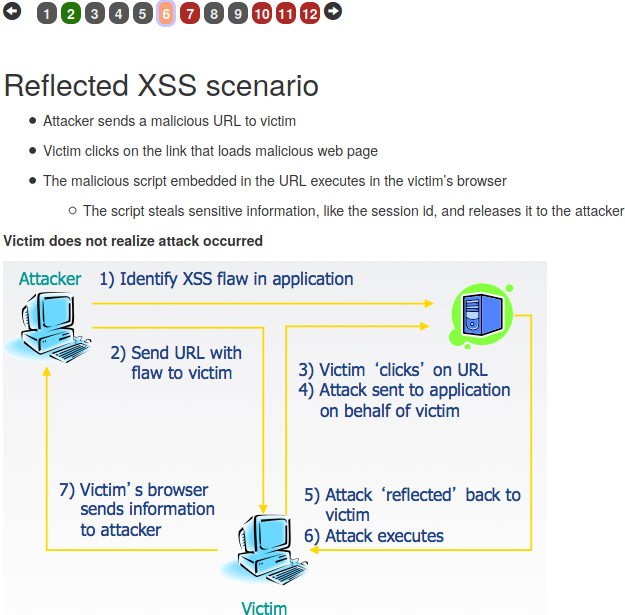 1 2 3 4 5 6 7 8 9 10 11 12
Reflected XSS scenario
Attacker sends a malicious URL to victim
Victim clicks on the link that loads malicious web page
The malicious script embedded in the URL executes in the victim's browser
The script steals sensitive information, like the session id, and releases it to the attacker
Victim does not realize attack occurred
Attacker
1) Identify XSS flaw in application
2) Send URL with
flaw to victim
3) Victim ‘clicks’ on URL
4) Attack sent to application
on behalf of victim
5) Attack ‘reflected’ back to
victim
6) Attack executes
7) Victim’s browser
sends information
to attacker
Victim